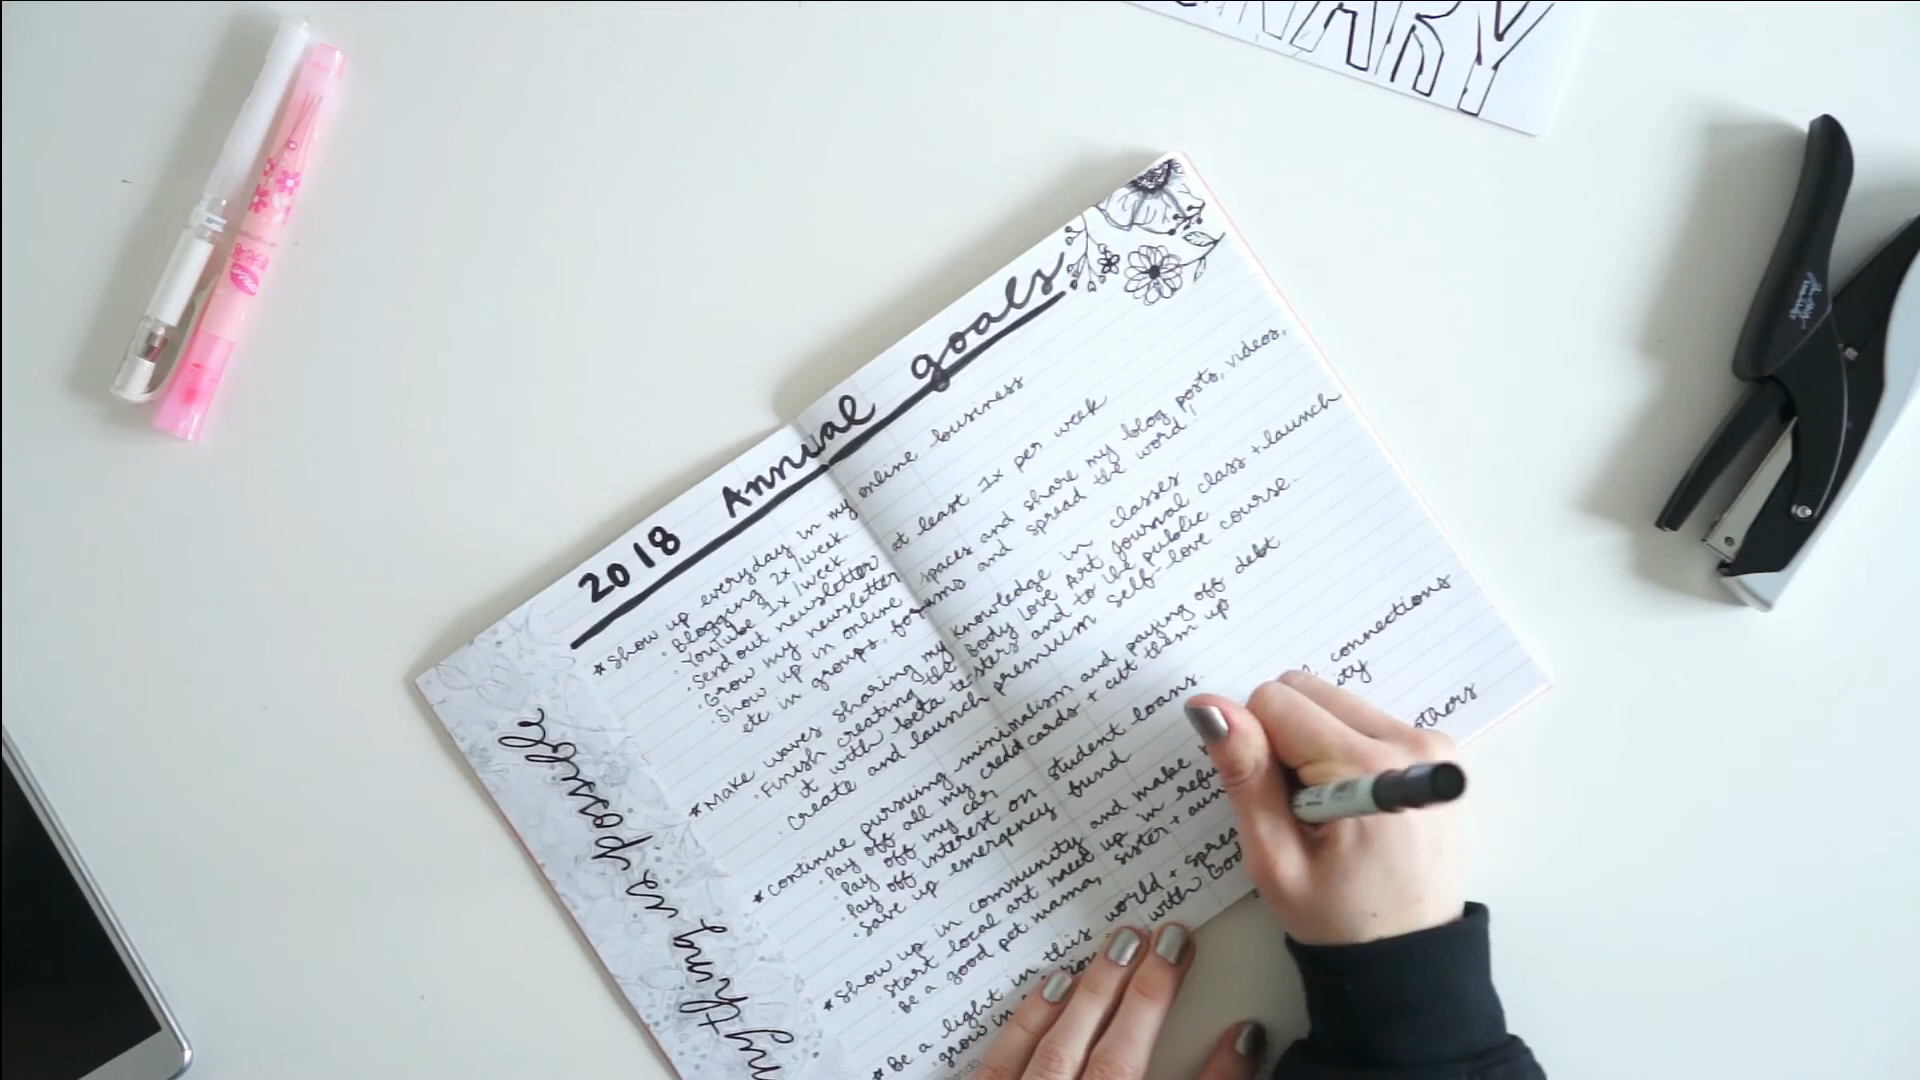 NARY
2018 Annual goals
* Show up everyday in my online business
· Blogging 2x/week
· YouTube 1x/week
· Send out newsletter at least 1x per week
· Grow my newsletter
· Show up in online spaces and share my blog posts, videos,
etc in groups, forums and spread the word!
* Make waves sharing my knowledge in classes
· Finish creating the Body Love Art Journal class + launch
it with beta testers and to the public
· Create and launch premium self-love course.
* Continue pursuing minimalism and paying off debt
· Pay off all my credit cards + cut them up
· Pay off my car
· Pay off interest on student loans.
· Save up emergency fund
* Show up in community and make connections
· Start local art meet up in
· Be a good pet mama, sister + others
* Be a light in this world + with God
· grow in
anything is possible